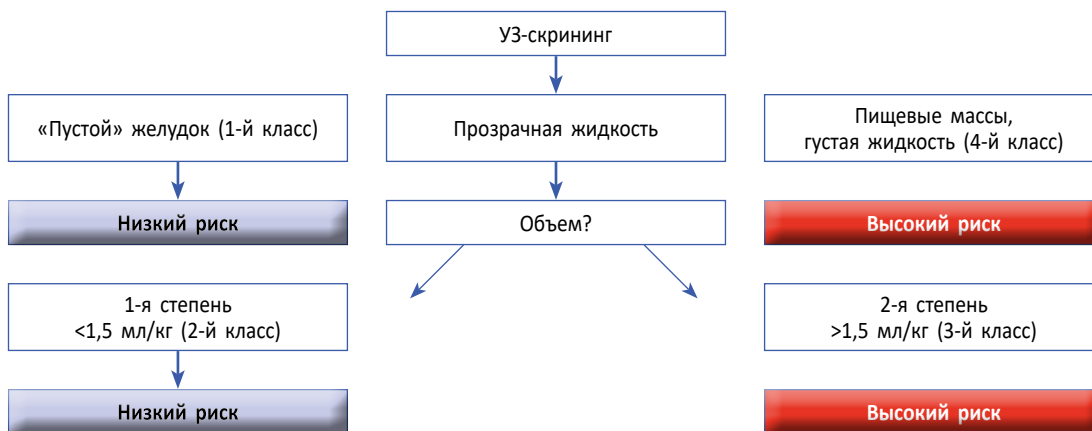 УЗ-скрининг
«Пустой» желудок (1-й класс)
Прозрачная жидкость
Пищевые массы,
густая жидкость (4-й класс)
Низкий риск
Объем?
Высокий риск
1-я степень
<1,5 мл/кг (2-й класс)
2-я степень
>1,5 мл/кг (3-й класс)
Низкий риск
Высокий риск